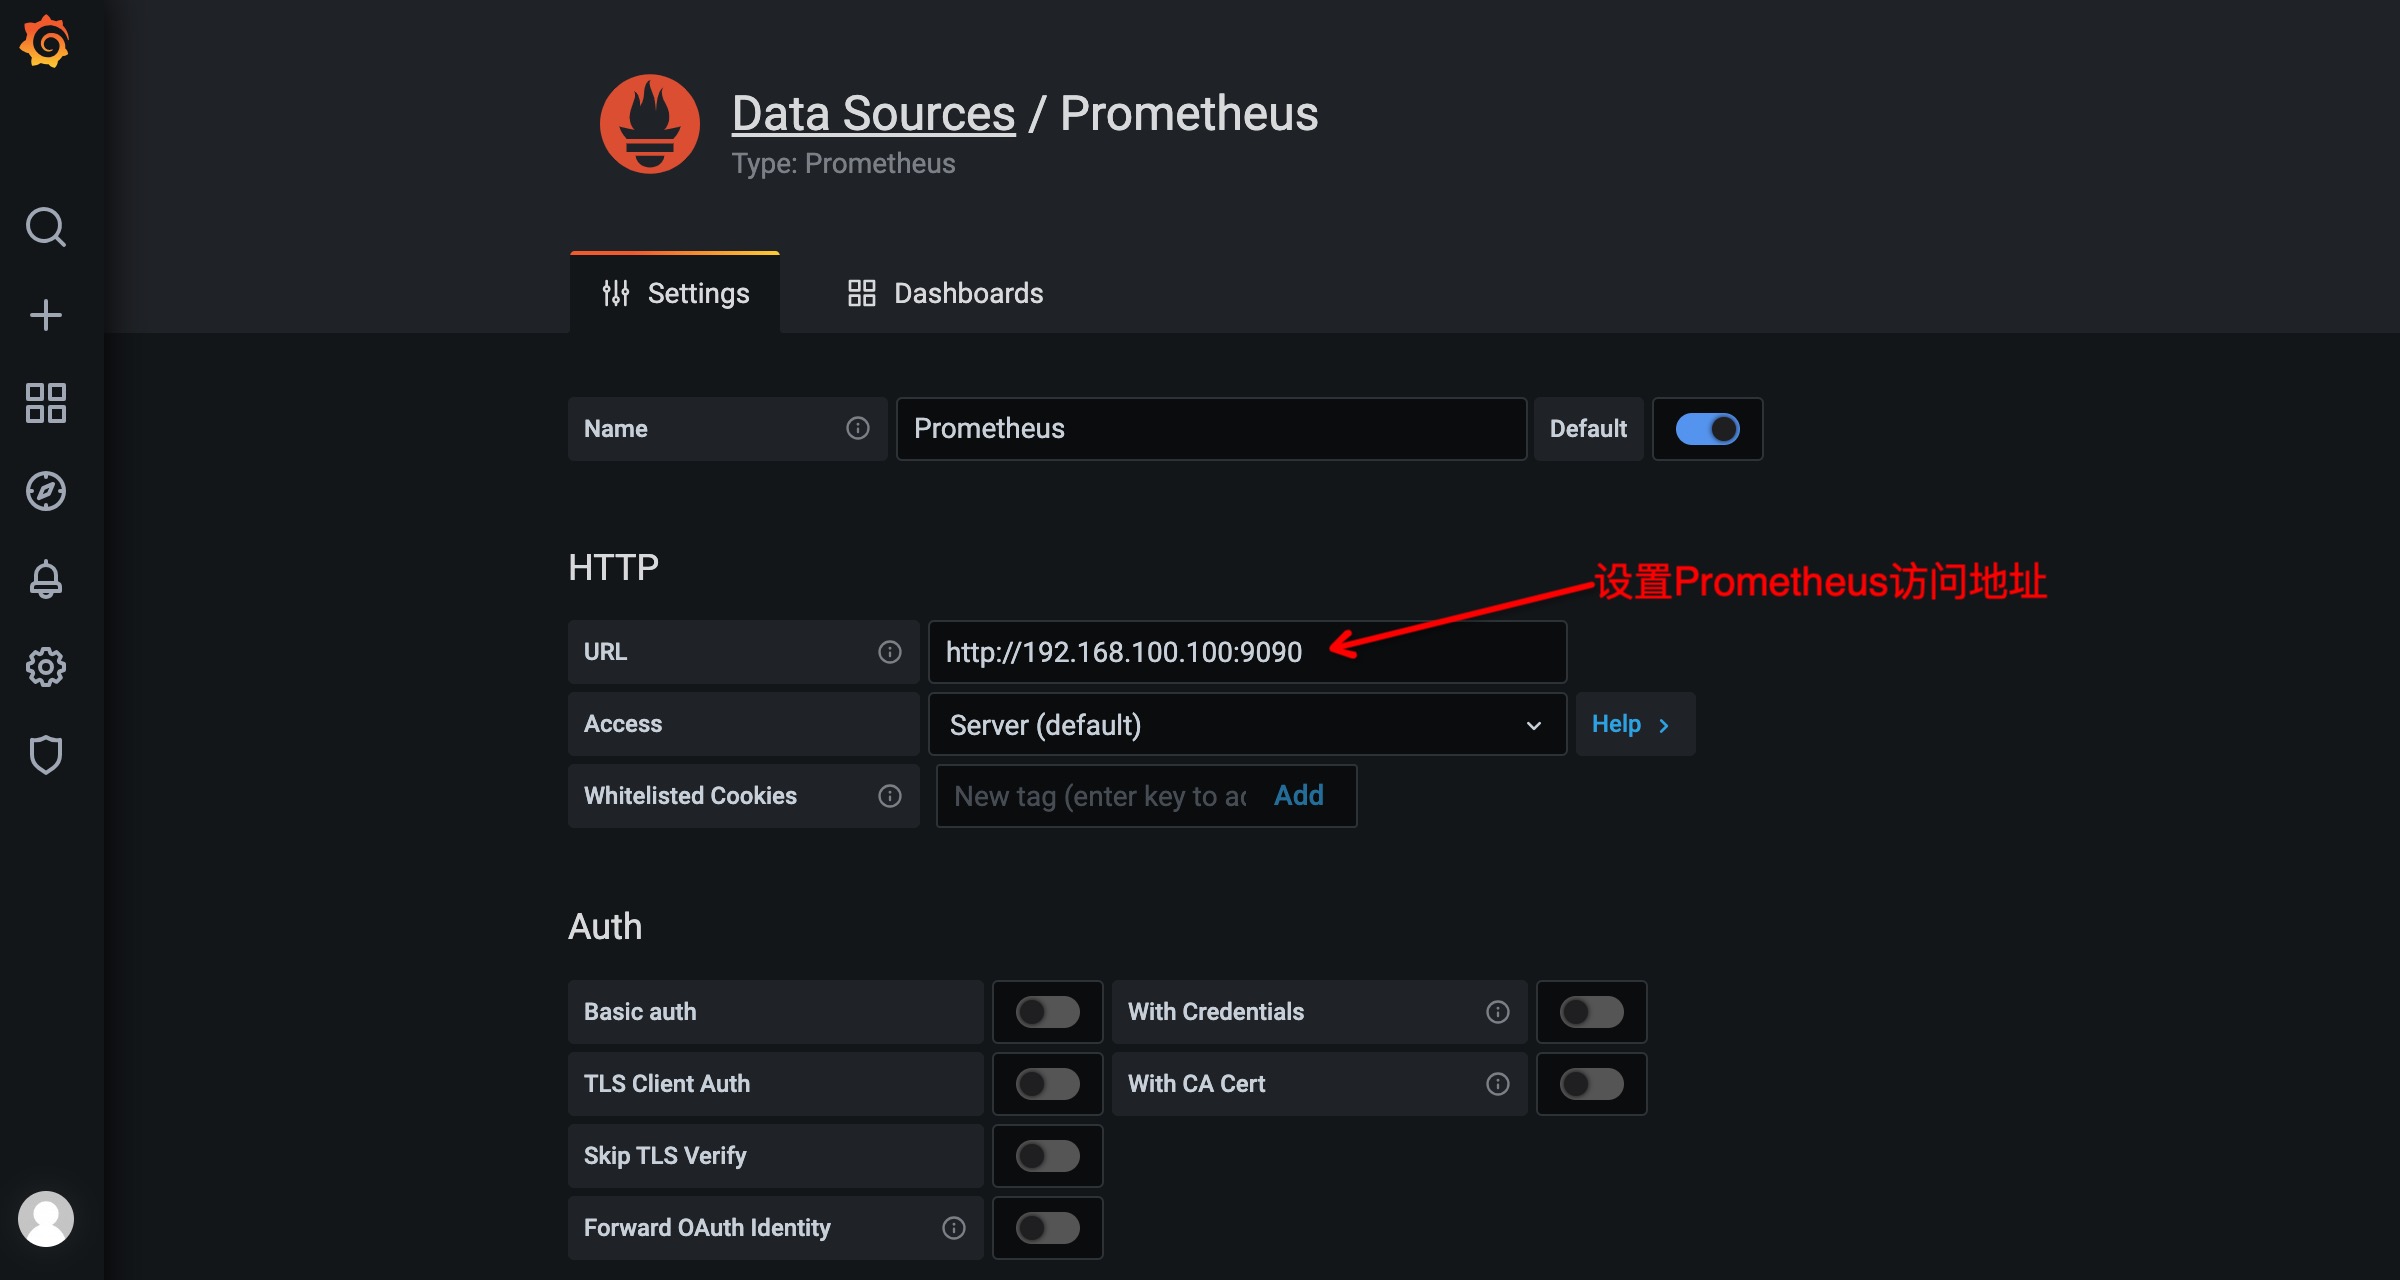 Data Sources / Prometheus
Type: Prometheus
Settings
Dashboards
Name
Prometheus
Default
HTTP
设置Prometheus访问地址
URL
http://192.168.100.100:9090
Access
Server (default)
Help
Whitelisted Cookies
New tag (enter key to ac
Add
Auth
Basic auth
With Credentials
TLS Client Auth
With CA Cert
Skip TLS Verify
Forward OAuth Identity